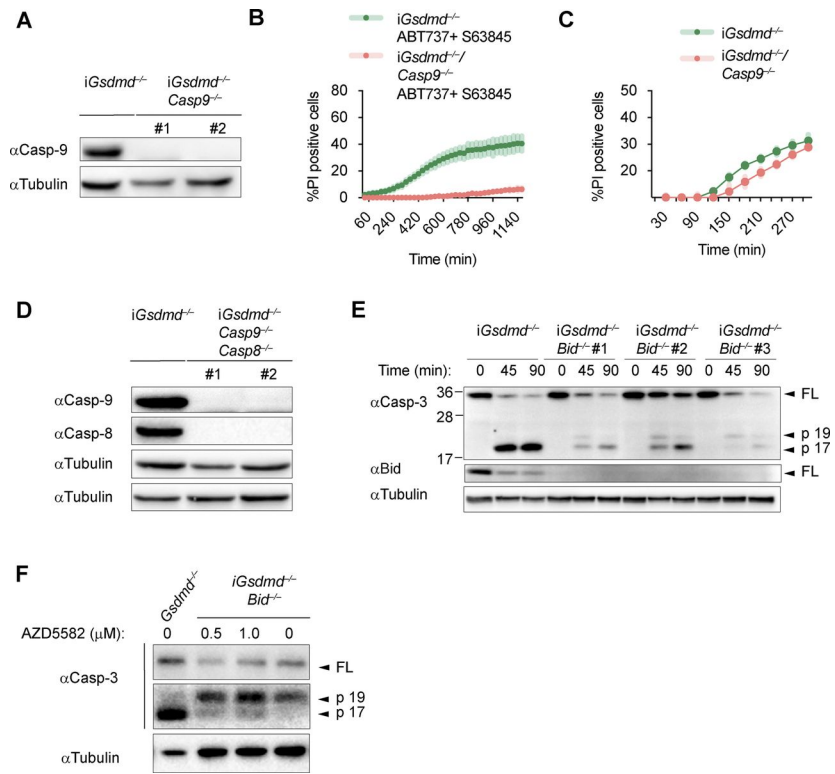 A
iGsdmd–/–
iGsdmd–/–
Casp9–/–
#1 #2
αCasp-9
αTubulin
B
iGsdmd–/–
ABT737+ S63845
iGsdmd–/–/
Casp9–/–
ABT737+ S63845
%PI positive cells
80
60
40
20
0
60 240 420 600 780 960 1140
Time (min)
C
iGsdmd–/–
iGsdmd–/–/
Casp9–/–
%PI positive cells
50
40
30
20
10
30 90 150 210 270
Time (min)
D
iGsdmd–/–
iGsdmd–/–
Casp9–/–
Casp8–/–
#1 #2
αCasp-9
αCasp-8
αTubulin
αTubulin
E
iGsdmd–/–
iGsdmd–/–
Bid–/– #1
iGsdmd–/–
Bid–/– #2
iGsdmd–/–
Bid–/– #3
Time (min): 0 45 90 0 45 90 0 45 90 0 45 90
αCasp-3
36
28
17
FL
p 19
p 17
αBid
FL
αTubulin
F
Gsdmd–/–
iGsdmd–/–
Bid–/–
AZD5582 (μM): 0 0.5 1.0 0
αCasp-3
FL
p 19
p 17
αTubulin